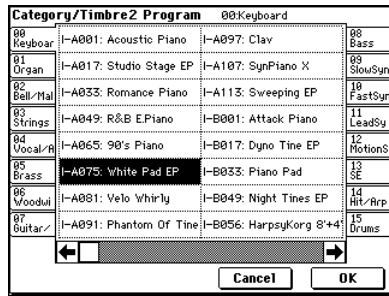 Category/Timbre2 Program 00:Keyboard
00 Keyboar
01 Organ
02 Bell/Mal
03 Strings
04 Vocal/A
05 Brass
06 Woodwi
07 Guitar/
I-A001: Acoustic Piano
I-A017: Studio Stage EP
I-A033: Romance Piano
I-A049: R&B E.Piano
I-A065: 90's Piano
I-A075: White Pad EP
I-A081: Velo Whirly
I-A091: Phantom Of Tine
I-A097: Clav
I-A107: SynPiano X
I-A113: Sweeping EP
I-B001: Attack Piano
I-B017: Dyno Tine EP
I-B033: Piano Pad
I-B049: Night Tines EP
I-B056: HarpsyKorg 8'+4'
08 Bass
09 SlowSyn
10 FastSyn
11 LeadSy
12 MotionS
13 SE
14 Hit/Arp
15 Drums
Cancel OK